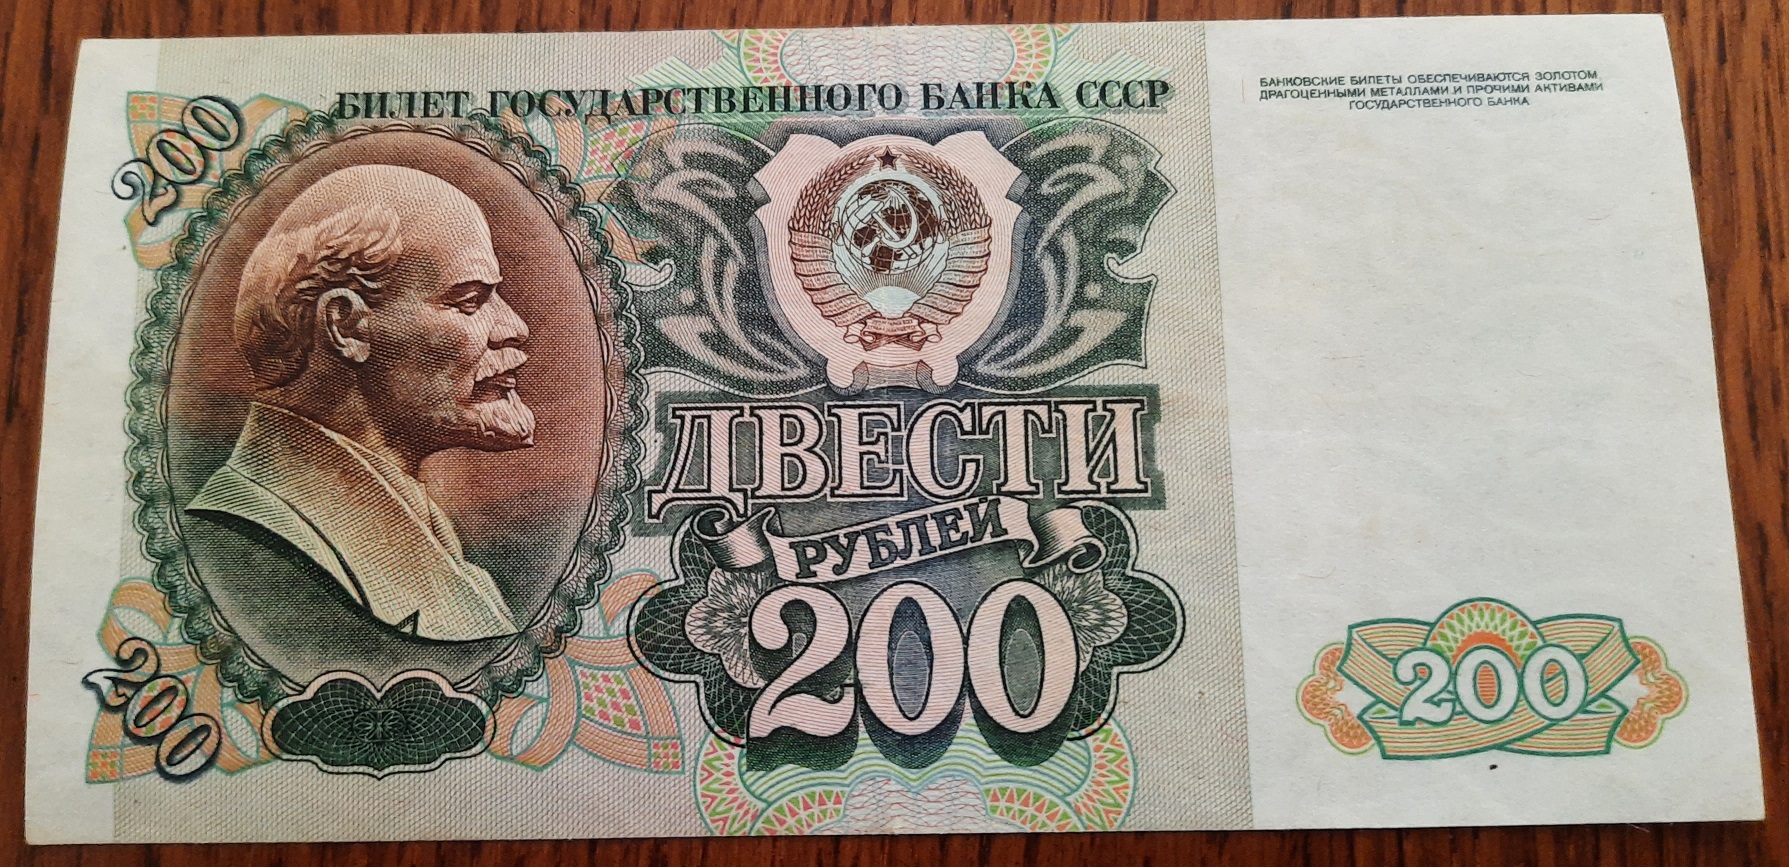 БИЛЕТ ГОСУДАРСТВЕННОГО БАНКА СССР
БАНКОВСКИЕ БИЛЕТЫ ОБЕСПЕЧИВАЮТСЯ ЗОЛОТОМ,
ДРАГОЦЕННЫМИ МЕТАЛЛАМИ И ПРОЧИМИ АКТИВАМИ
ГОСУДАРСТВЕННОГО БАНКА
200
ДВЕСТИ
РУБЛЕЙ
200
200
200